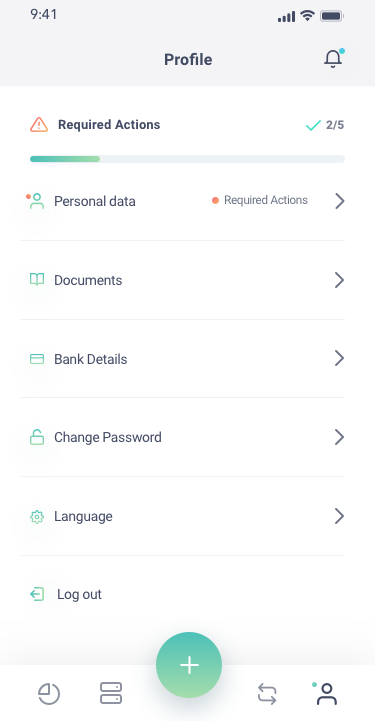 9:41
Profile
Required Actions 2/5
Personal data Required Actions
Documents
Bank Details
Change Password
Language
Log out